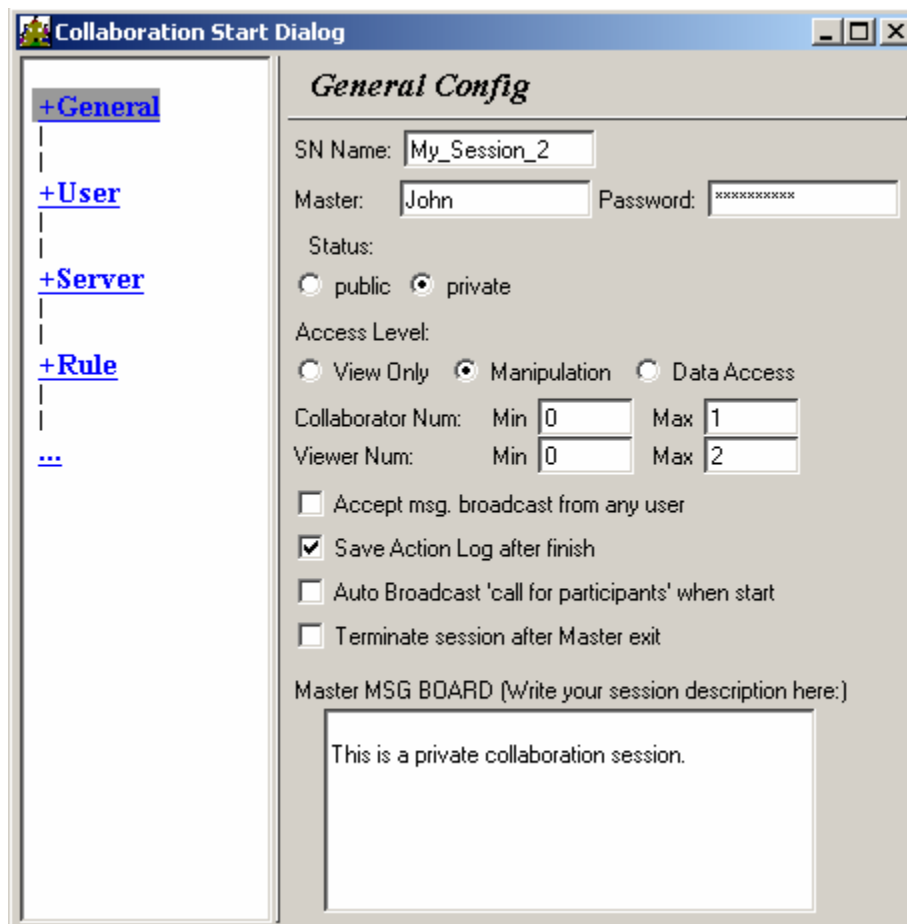 Collaboration Start Dialog
+General
+User
+Server
+Rule
...
General Config
SN Name: My_Session_2
Master: John Password: xxxxxxxxxx
Status:
public private
Access Level:
View Only Manipulation Data Access
Collaborator Num: Min 0 Max 1
Viewer Num: Min 0 Max 2
Accept msg. broadcast from any user
Save Action Log after finish
Auto Broadcast 'call for participants' when start
Terminate session after Master exit
Master MSG BOARD (Write your session description here:)
This is a private collaboration session.